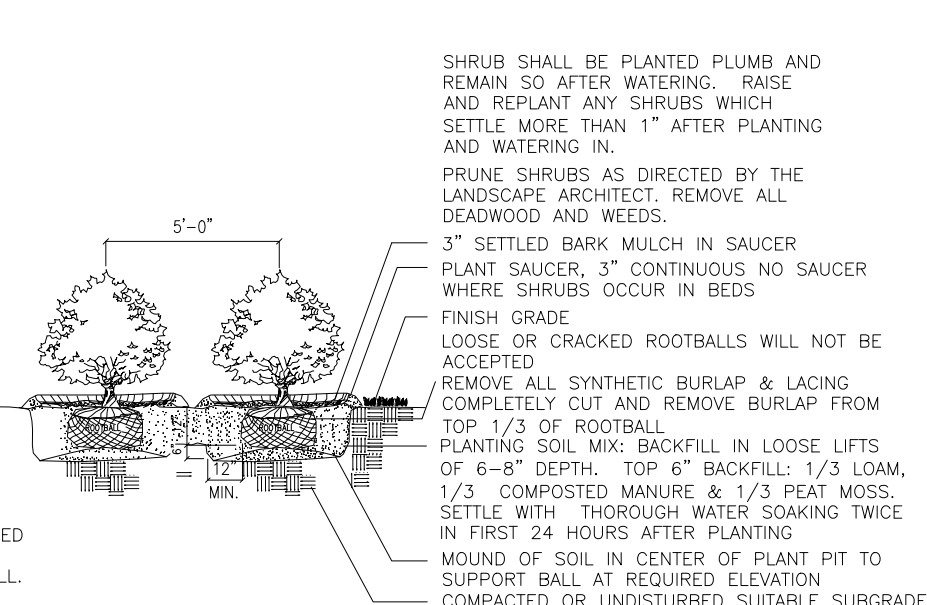 SHRUB SHALL BE PLANTED PLUMB AND
REMAIN SO AFTER WATERING. RAISE
AND REPLANT ANY SHRUBS WHICH
SETTLE MORE THAN 1" AFTER PLANTING
AND WATERING IN.
PRUNE SHRUBS AS DIRECTED BY THE
LANDSCAPE ARCHITECT. REMOVE ALL
DEADWOOD AND WEEDS.
5'-0"
3" SETTLED BARK MULCH IN SAUCER
PLANT SAUCER, 3" CONTINUOUS NO SAUCER
WHERE SHRUBS OCCUR IN BEDS
FINISH GRADE
LOOSE OR CRACKED ROOTBALLS WILL NOT BE
ACCEPTED
REMOVE ALL SYNTHETIC BURLAP & LACING
COMPLETELY CUT AND REMOVE BURLAP FROM
TOP 1/3 OF ROOTBALL
ROOTBALL
ROOTBALL
6"-12"
12"
MIN.
PLANTING SOIL MIX: BACKFILL IN LOOSE LIFTS
OF 6-8" DEPTH. TOP 6" BACKFILL: 1/3 LOAM,
1/3 COMPOSTED MANURE & 1/3 PEAT MOSS.
SETTLE WITH THOROUGH WATER SOAKING TWICE
IN FIRST 24 HOURS AFTER PLANTING
MOUND OF SOIL IN CENTER OF PLANT PIT TO
SUPPORT BALL AT REQUIRED ELEVATION
COMPACTED OR UNDISTURBED SUITABLE SUBGRADE
ED
LL.